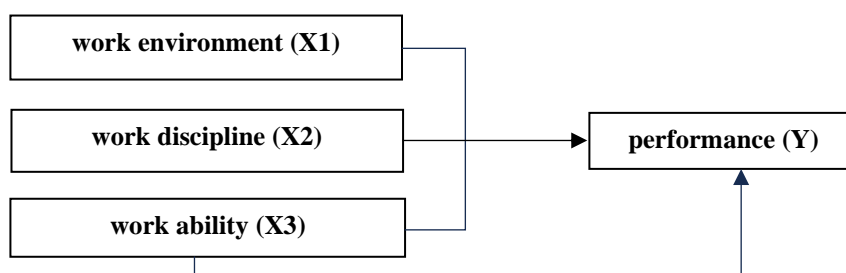 work environment (X1)
work discipline (X2)
performance (Y)
work ability (X3)